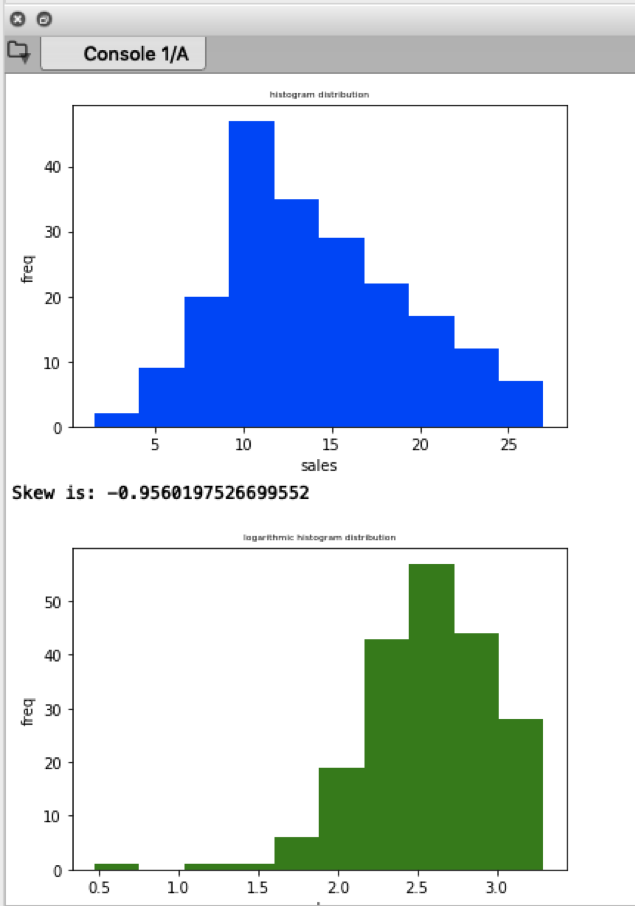 Console 1/A
histogram distribution
40
30
20
10
0
freq
5 10 15 20 25
sales
Skew is: -0.9560197526699552
logarithmic histogram distribution
50
40
30
20
10
0
freq
0.5 1.0 1.5 2.0 2.5 3.0